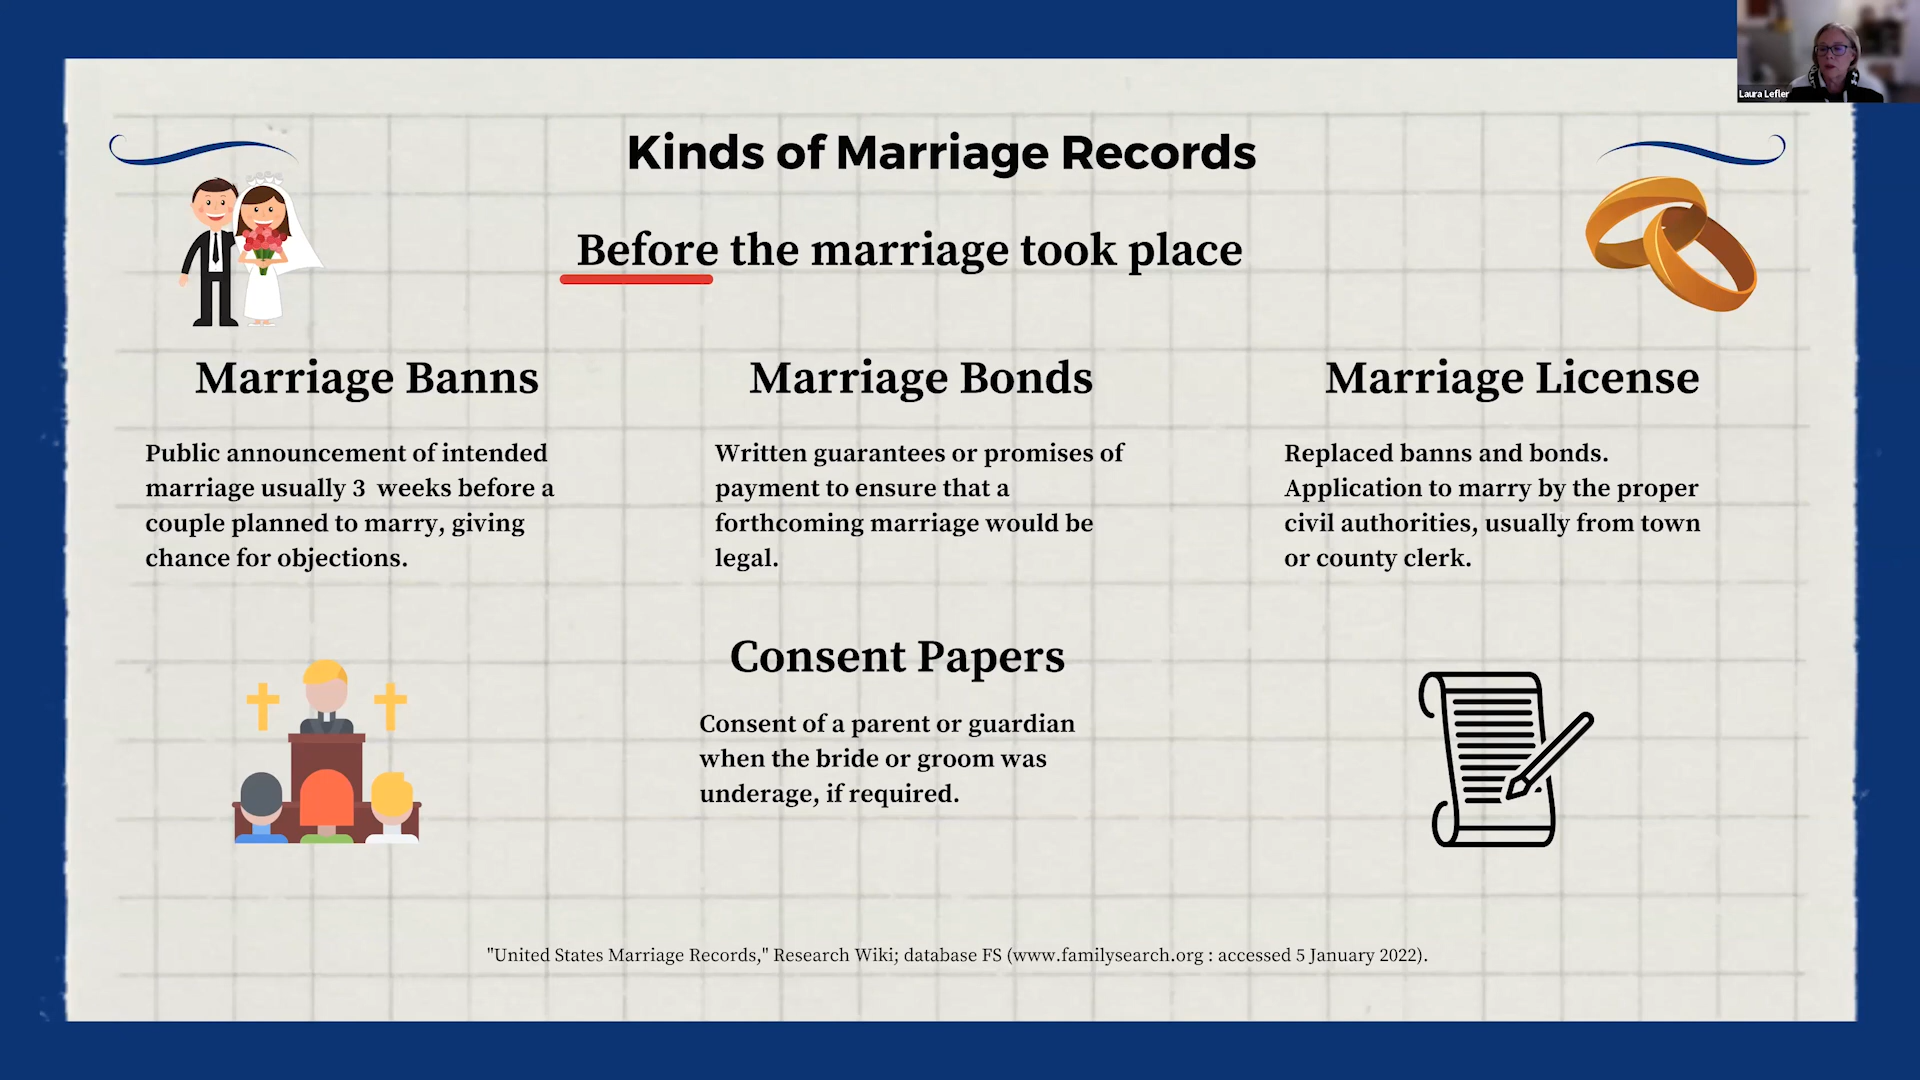 Laura Lefler
Kinds of Marriage Records
Before the marriage took place
Marriage Banns
Public announcement of intended
marriage usually 3  weeks before a
couple planned to marry, giving
chance for objections.
Marriage Bonds
Written guarantees or promises of
payment to ensure that a
forthcoming marriage would be
legal.
Marriage License
Replaced banns and bonds.
Application to marry by the proper
civil authorities, usually from town
or county clerk.
Consent Papers
Consent of a parent or guardian
when the bride or groom was
underage, if required.
"United States Marriage Records," Research Wiki; database FS (www.familysearch.org : accessed 5 January 2022).